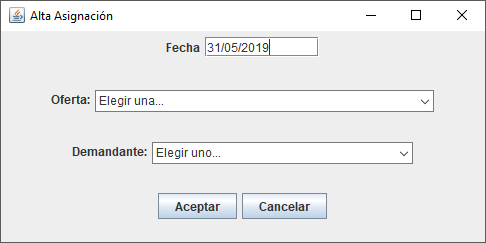 Alta Asignación
Fecha 31/05/2019
Oferta: Elegir una...
Demandante: Elegir uno...
Aceptar Cancelar